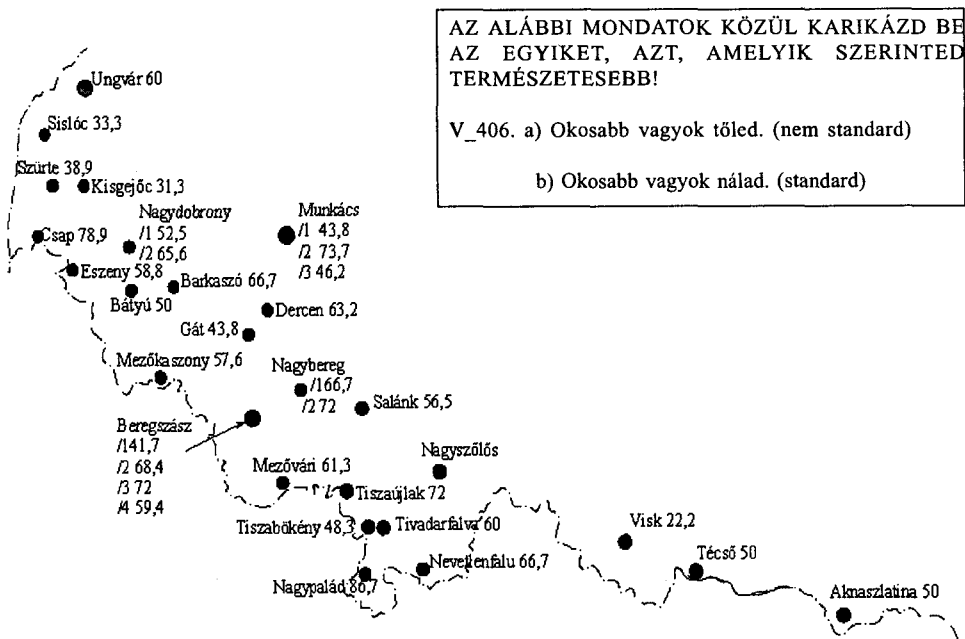 AZ ALÁBBI MONDATOK KÖZÜL KARIKÁZD BE
AZ EGYIKET, AZT, AMELYIK SZERINTED
TERMÉSZETESEBB!
V_406. a) Okosabb vagyok tőled. (nem standard)
b) Okosabb vagyok nálad. (standard)
Ungvár 60
Sislóc 33,3
Szürte 38,9
Kisgejőc 31,3
Nagydobrony
/1 52,5
/2 65,6
Munkács
/1 43,8
/2 73,7
/3 46,2
Csap 78,9
Eszeny 58,8
Barkaszó 66,7
Bátyú 50
Dercen 63,2
Gát 43,8
Mezőkaszony 57,6
Nagybereg
/1 66,7
/2 72
Salánk 56,5
Beregszász
/1 41,7
/2 68,4
/3 72
/4 59,4
Nagyszőlős
Mezővári 61,3
Tiszaújlak 72
Tiszabökény 48,3
Tivadarfalva 60
Visk 22,2
Técső 50
Nevetlenfalu 66,7
Nagypalád 86,7
Aknaszlatina 50